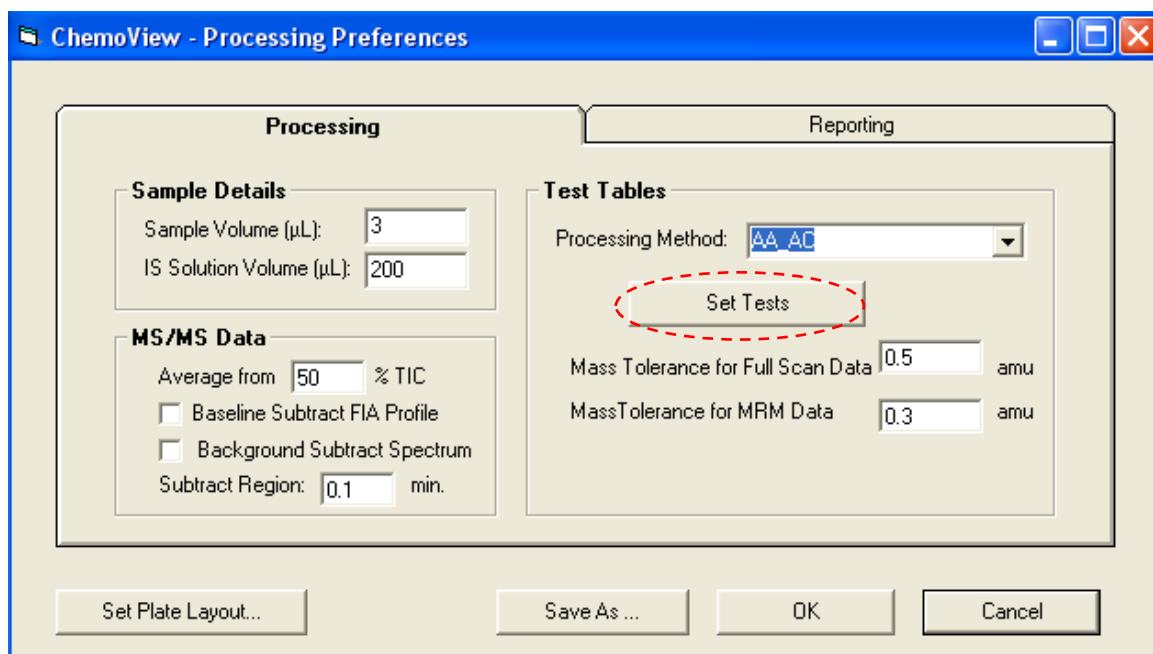 ChemoView - Processing Preferences
Processing
Reporting
Sample Details
Sample Volume (µL): 3
IS Solution Volume (µL): 200
MS/MS Data
Average from 50 % TIC
Baseline Subtract FIA Profile
Background Subtract Spectrum
Subtract Region: 0.1 min.
Test Tables
Processing Method: AA_AC
Set Tests
Mass Tolerance for Full Scan Data 0.5 amu
MassTolerance for MRM Data 0.3 amu
Set Plate Layout...
Save As ...
OK
Cancel